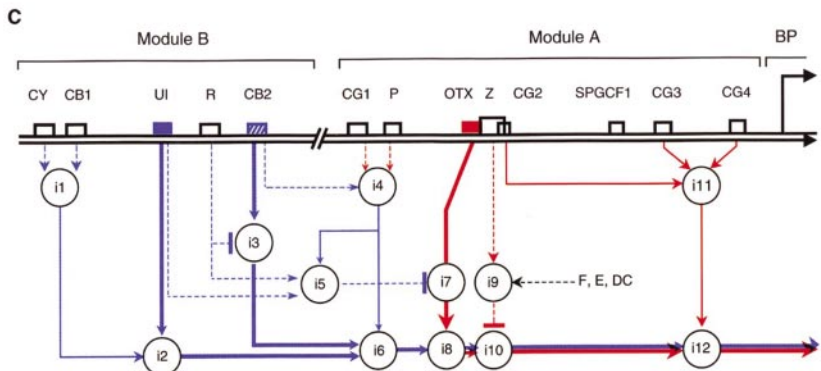 C
Module B Module A BP
CY CB1 UI R CB2 CG1 P OTX Z CG2 SPGCF1 CG3 CG4
i1 i4 i11
i3
i5 i7 i9 F, E, DC
i2 i6 i8 i10 i12